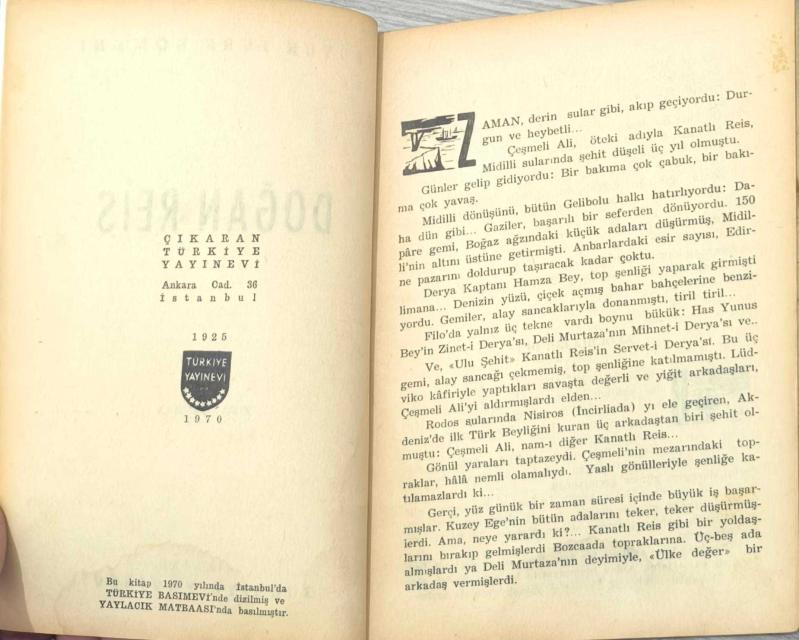 ÇIKARAN
TÜRKİYE
YAYINEVİ
Ankara Cad. 36
İstanbul
1925
TÜRKİYE
YAYINEVİ
1970
Bu kitap 1970 yılında İstanbul'da
TÜRKİYE BASIMEVİ'nde dizilmiş ve
YAYLACIK MATBAASI'nda basılmıştır.
ZAMAN, derin sular gibi, akıp geçiyordu: Dur-
gun ve heybetli...
Çeşmeli Ali, öteki adıyla Kanatlı Reis,
Midilli sularında şehit düşeli üç yıl olmuştu.
Günler gelip gidiyordu: Bir bakıma çok çabuk, bir bakı-
ma çok yavaş.
Midilli dönüşünü, bütün Gelibolu halkı hatırlıyordu: Da-
ha dün gibi... Gaziler, başarılı bir seferden dönüyordu. 150
pâre gemi, Boğaz ağzındaki küçük adaları düşürmüş, Midil-
li'nin altını üstüne getirmişti. Anbarlardaki esir sayısı, Edir-
ne pazarını doldurup taşıracak kadar çoktu.
Derya Kaptanı Hamza Bey, top şenliği yaparak girmişti
limana... Denizin yüzü, çiçek açmış bahar bahçelerine benzi-
yordu. Gemiler, alay sancaklarıyla donanmıştı, tiril tiril...
Filo'da yalnız üç tekne vardı boynu bükük: Has Yunus
Bey'in Zinet-i Derya'sı, Deli Murtaza'nın Mihnet-i Derya'sı ve..
Ve, «Ulu Şehit» Kanatlı Reis'in Servet-i Derya'sı. Bu üç
gemi, alay sancağı çekmemiş, top şenliğine katılmamıştı. Lüd-
viko kâfiriyle yaptıkları savaşta değerli ve yiğit arkadaşları,
Çeşmeli Ali'yi aldırmışlardı elden...
Rodos sularında Nisiros (İncirliada) yı ele geçiren, Ak-
deniz'de ilk Türk Beyliğini kuran üç arkadaştan biri şehit ol-
muştu: Çeşmeli Ali, nam-ı diğer Kanatlı Reis...
Gönül yaraları taptazeydi. Çeşmeli'nin mezarındaki top-
raklar, hâlâ nemli olamalıydı. Yaslı gönülleriyle şenliğe ka-
tılamazlardı ki...
Gerçi, yüz günük bir zaman süresi içinde büyük iş başar-
mışlar. Kuzey Ege'nin bütün adalarını teker, teker düşürmüş-
lerdi. Ama, neye yarardı ki?... Kanatlı Reis gibi bir yoldaş-
larını bırakıp gelmişlerdi Bozcaada topraklarına. Üç-beş ada
almışlardı ya Deli Murtaza'nın deyimiyle, «Ülke değer» bir
arkadaş vermişlerdi.